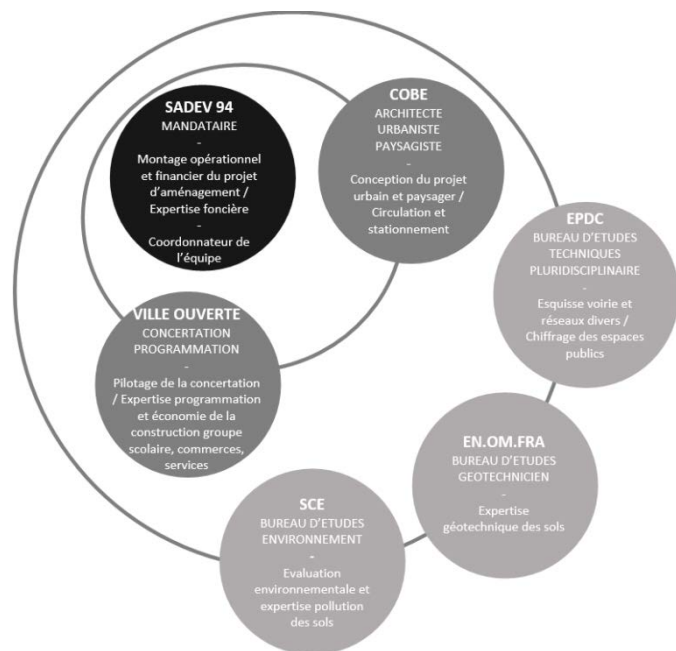 SADEV 94
MANDATAIRE
-
Montage opérationnel
et financier du projet
d'aménagement /
Expertise foncière
-
Coordonnateur de
l'équipe
COBE
ARCHITECTE
URBANISTE
PAYSAGISTE
-
Conception du projet
urbain et paysager /
Circulation et
stationnement
EPDC
BUREAU D'ETUDES
TECHNIQUES
PLURIDISCIPLINAIRE
-
Esquisse voirie et
réseaux divers /
Chiffrage des espaces
publics
VILLE OUVERTE
CONCERTATION
PROGRAMMATION
-
Pilotage de la concertation
/ Expertise programmation
et économie de la
construction groupe
scolaire, commerces,
services
EN.OM.FRA
BUREAU D'ETUDES
GEOTECHNICIEN
-
Expertise
géotechnique des sols
SCE
BUREAU D'ETUDES
ENVIRONNEMENT
-
Evaluation
environnementale et
expertise pollution
des sols